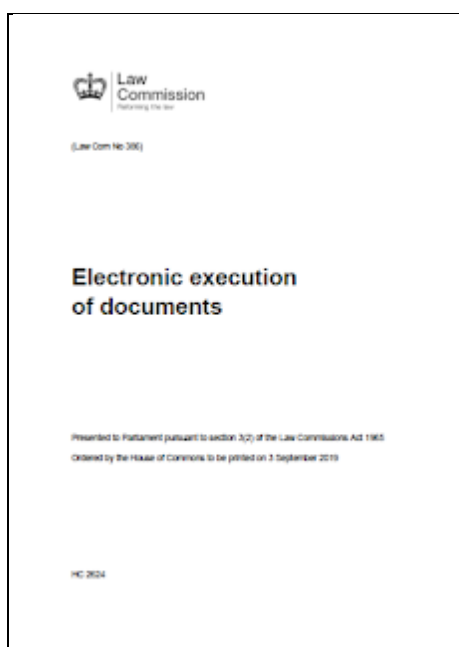 Law
Commission
Reforming the law
(Law Com No 386)
Electronic execution
of documents
Presented to Parliament pursuant to section 3(2) of the Law Commissions Act 1965
Ordered by the House of Commons to be printed on 3 September 2019
HC 2624